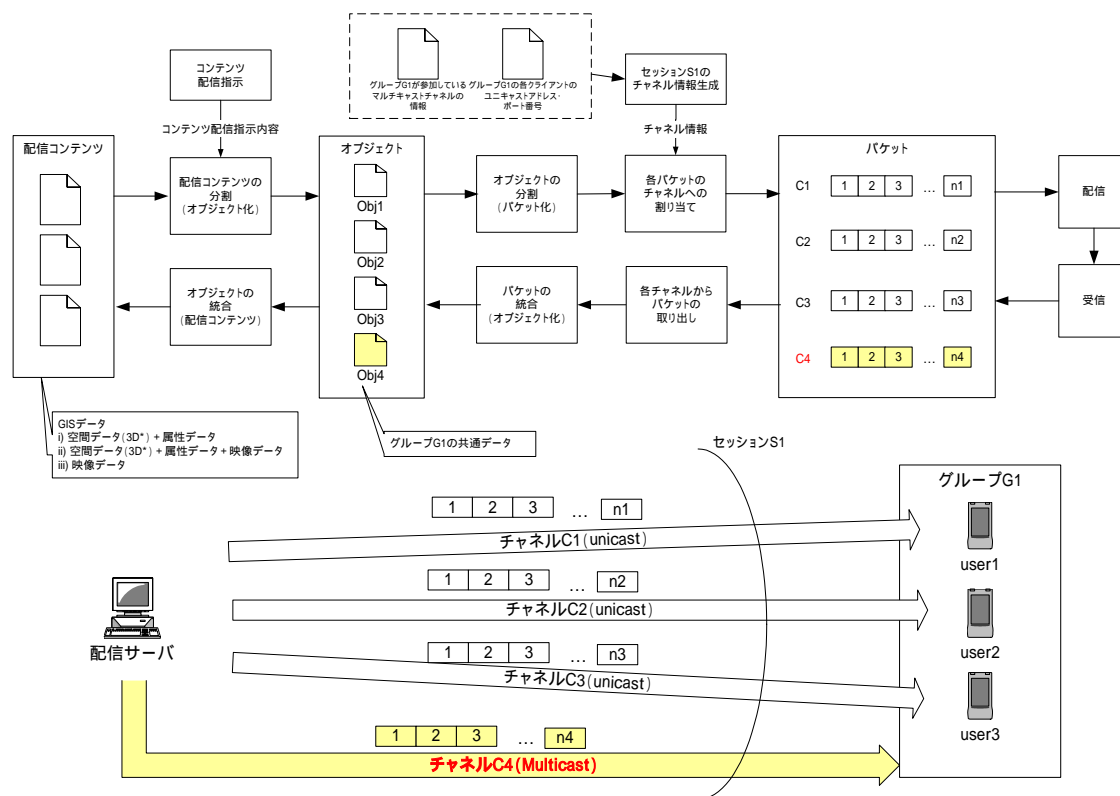 グループG1が参加している
マルチキャストチャネルの
情報
グループG1の各クライアントの
ユニキャストアドレス・
ポート番号
コンテンツ
配信指示
セッションS1の
チャネル情報生成
コンテンツ配信指示内容
チャネル情報
配信コンテンツ
配信コンテンツの
分割
(オブジェクト化)
オブジェクト
Obj1
Obj2
Obj3
Obj4
オブジェクトの
分割
(パケット化)
各パケットの
チャネルへの
割り当て
パケット
C1 1 2 3 … n1
C2 1 2 3 … n2
C3 1 2 3 … n3
C4 1 2 3 … n4
配信
受信
オブジェクトの
統合
(配信コンテンツ)
パケットの
統合
(オブジェクト化)
各チャネルから
パケットの
取り出し
GISデータ
i) 空間データ(3D*) + 属性データ
ii) 空間データ(3D*) + 属性データ + 映像データ
iii) 映像データ
グループG1の共通データ
セッションS1
グループG1
1 2 3 … n1
チャネルC1(unicast)
user1
1 2 3 … n2
チャネルC2(unicast)
user2
配信サーバ
1 2 3 … n3
チャネルC3(unicast)
user3
1 2 3 … n4
チャネルC4(Multicast)